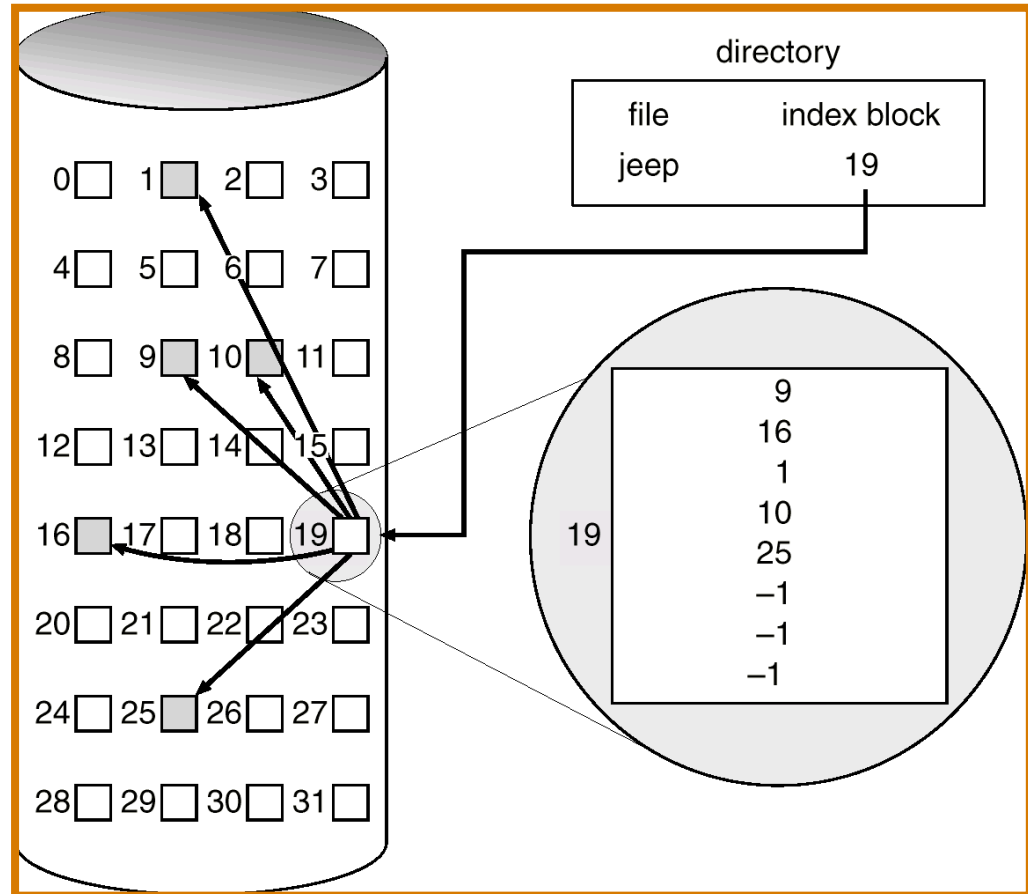 directory
file index block
jeep 19
0 1 2 3
4 5 6 7
8 9 10 11
12 13 14 15
16 17 18 19
20 21 22 23
24 25 26 27
28 29 30 31
19
9
16
1
10
25
–1
–1
–1